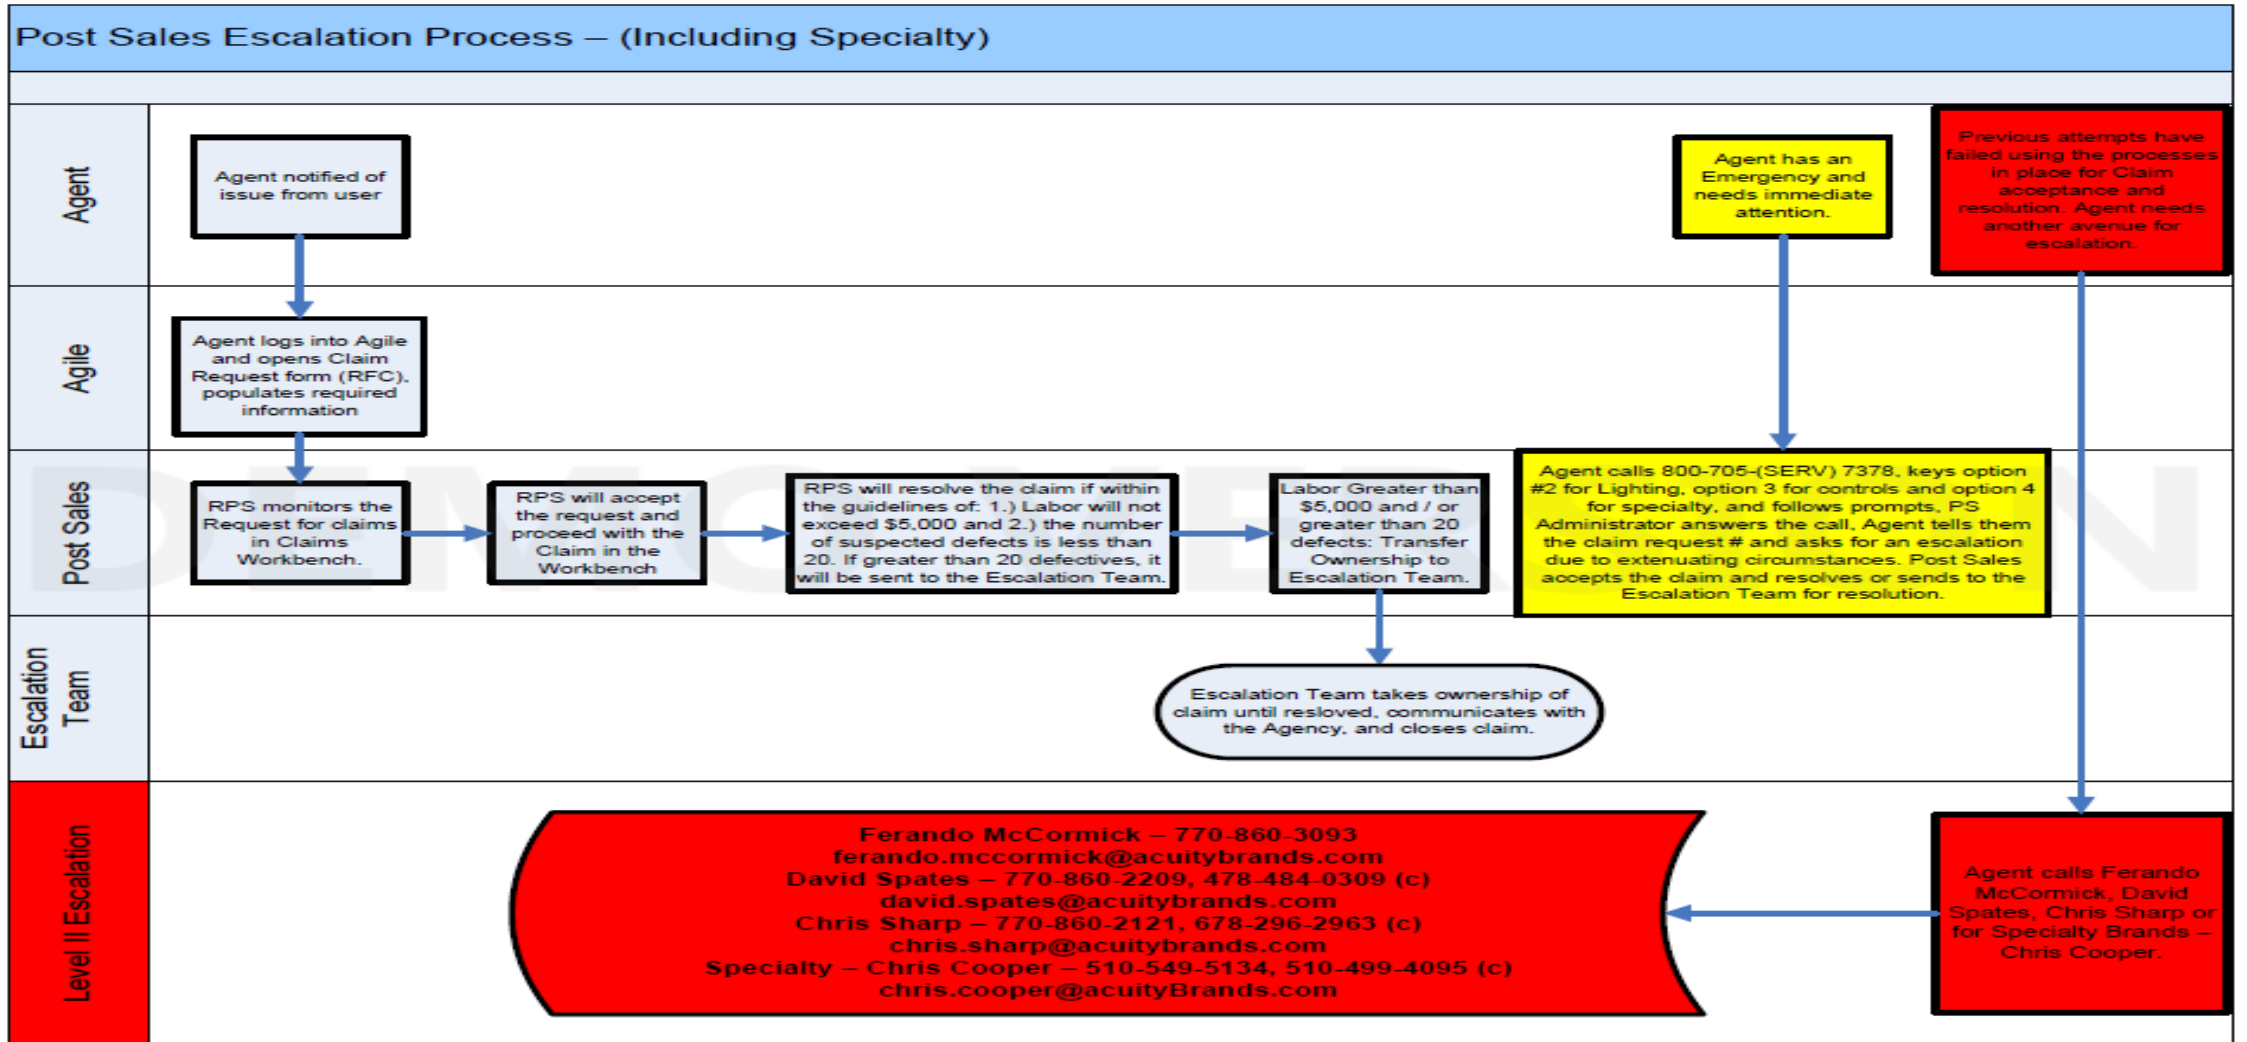 Post Sales Escalation Process – (Including Specialty)
Agent
Agent notified of
issue from user
Agent has an
Emergency and
needs immediate
attention.
Previous attempts have
failed using the processes
in place for Claim
acceptance and
resolution. Agent needs
another avenue for
escalation.
Agile
Agent logs into Agile
and opens Claim
Request form (RFC),
populates required
information
Post Sales
RPS monitors the
Request for claims
in Claims
Workbench.
RPS will accept
the request and
proceed with the
Claim in the
Workbench
RPS will resolve the claim if within
the guidelines of: 1.) Labor will not
exceed $5,000 and 2.) the number
of suspected defects is less than
20. If greater than 20 defectives, it
will be sent to the Escalation Team.
Labor Greater than
$5,000 and / or
greater than 20
defects: Transfer
Ownership to
Escalation Team.
Agent calls 800-705-(SERV) 7378, keys option
#2 for Lighting, option 3 for controls and option 4
for specialty, and follows prompts, PS
Administrator answers the call, Agent tells them
the claim request # and asks for an escalation
due to extenuating circumstances. Post Sales
accepts the claim and resolves or sends to the
Escalation Team for resolution.
DEMO VERSION
Escalation
Team
Escalation Team takes ownership of
claim until resloved, communicates with
the Agency, and closes claim.
Level II Escalation
Ferando McCormick – 770-860-3093
ferando.mccormick@acuitybrands.com
David Spates – 770-860-2209, 478-484-0309 (c)
david.spates@acuitybrands.com
Chris Sharp – 770-860-2121, 678-296-2963 (c)
chris.sharp@acuitybrands.com
Specialty – Chris Cooper – 510-549-5134, 510-499-4095 (c)
chris.cooper@acuityBrands.com
Agent calls Ferando
McCormick, David
Spates, Chris Sharp or
for Specialty Brands –
Chris Cooper.